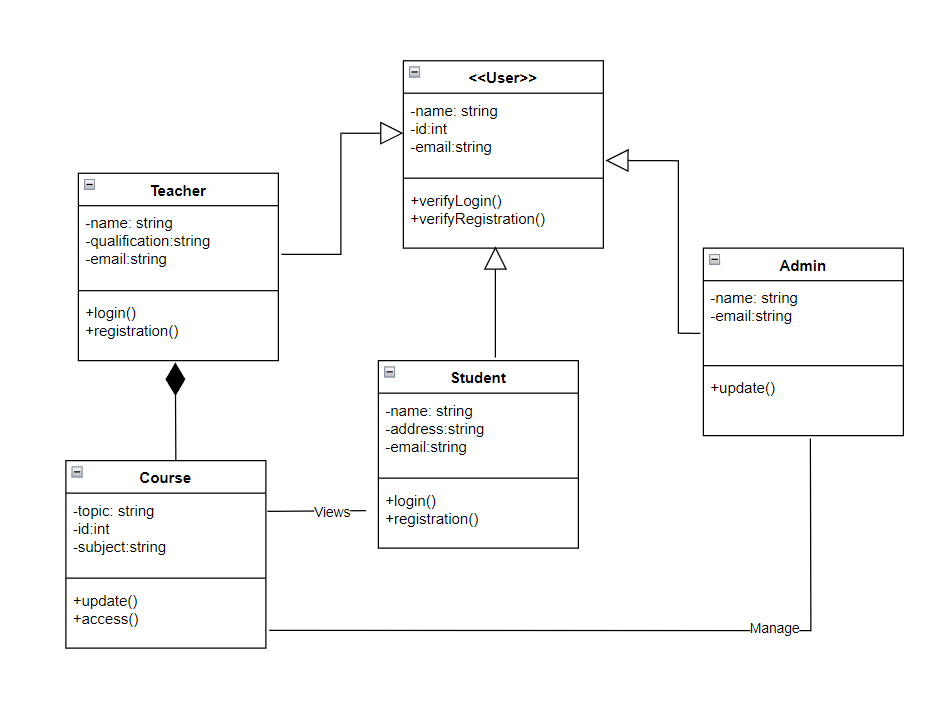 <<User>>
-name: string
-id:int
-email:string
+verifyLogin()
+verifyRegistration()
Teacher
-name: string
-qualification:string
-email:string
+login()
+registration()
Admin
-name: string
-email:string
+update()
Student
-name: string
-address:string
-email:string
+login()
+registration()
Course
-topic: string
-id:int
-subject:string
+update()
+access()
Views
Manage